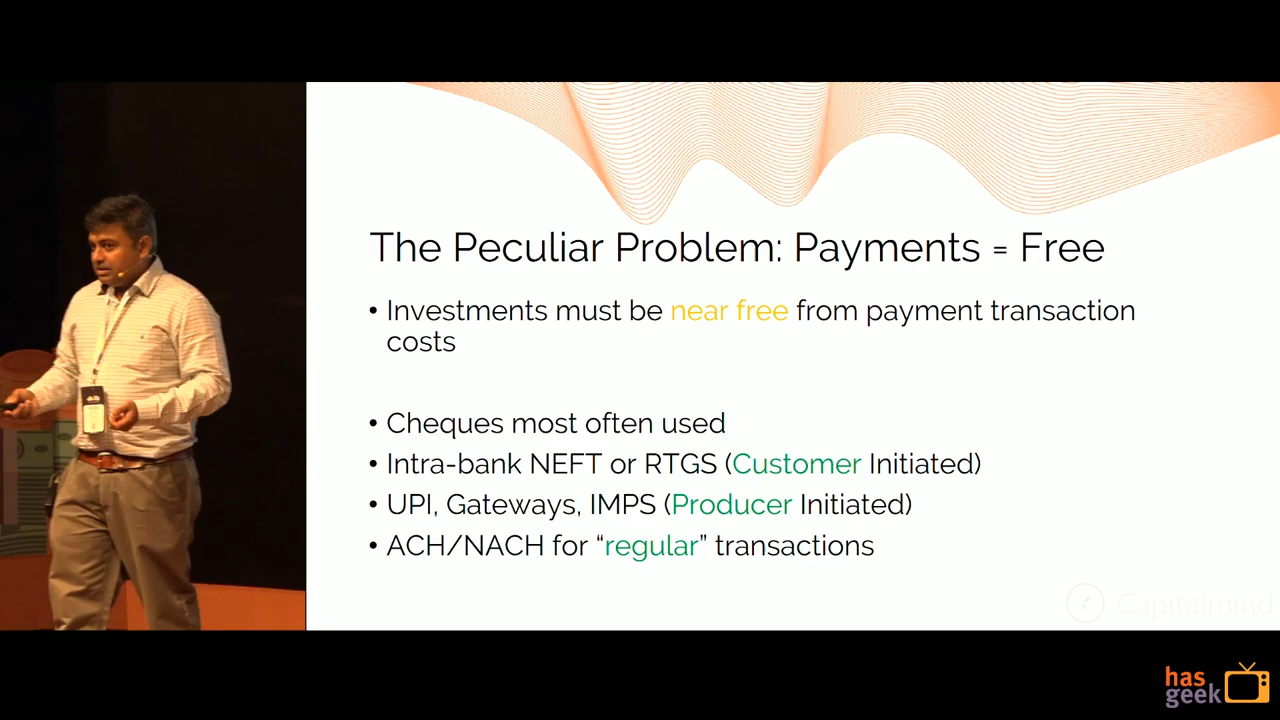 The Peculiar Problem: Payments = Free
• Investments must be near free from payment transaction
costs
• Cheques most often used
• Intra-bank NEFT or RTGS (Customer Initiated)
• UPI, Gateways, IMPS (Producer Initiated)
• ACH/NACH for “regular” transactions
Capitalmind
has
geek